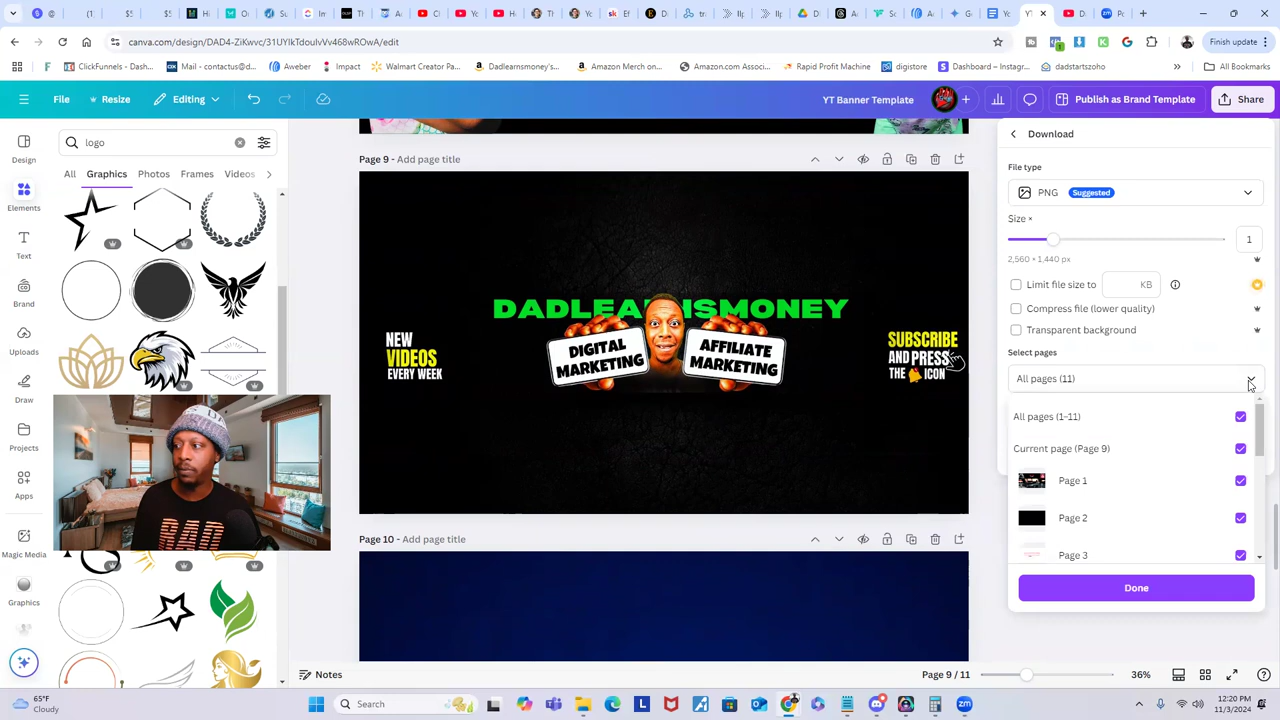 canva.com/design/DAD4-ZiKwvc/31UYIkTdoulvVv468wROwA/edit
Finish update
ClickFunnels - Dash...
Mail - contactus@d...
Aweber
Impact
Walmart Creator Pa...
Dadlearnsmoney's...
Amazon Merch on...
Amazon.com Associ...
Rapid Profit Machine
digistore
Dashboard – Instagr...
dadstartszoho
All Bookmarks
File
Resize
Editing
YT Banner Template
Publish as Brand Template
Share
Design
Elements
Text
Brand
Uploads
Draw
Projects
Apps
Magic Media
Graphics
logo
All
Graphics
Photos
Frames
Videos
Page 9 - Add page title
DADLEA
NSMONEY
NEW
VIDEOS
EVERY WEEK
DIGITAL
MARKETING
AFFILIATE
MARKETING
SUBSCRIBE
AND PRESS
THE ICON
Page 10 - Add page title
Download
File type
PNG Suggested
Size ×
1
2,560 × 1,440 px
Limit file size to KB
Compress file (lower quality)
Transparent background
Select pages
All pages (11)
All pages (1-11)
Current page (Page 9)
Page 1
Page 2
Page 3
Done
Notes
Page 9 / 11
36%
65°F
Cloudy
Search
12:20 PM
11/3/2024